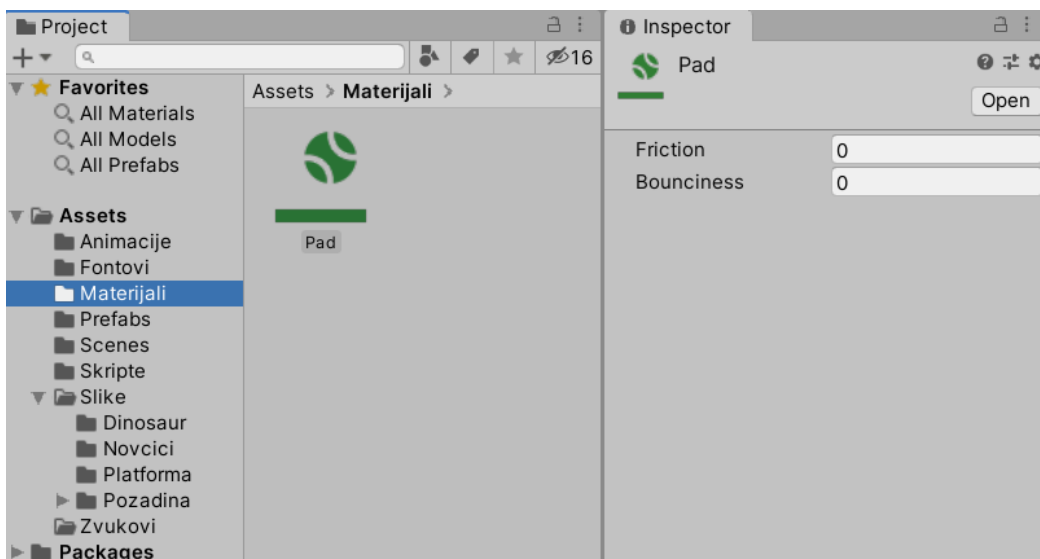 Project
16
Favorites
All Materials
All Models
All Prefabs
Assets
Animacije
Fontovi
Materijali
Prefabs
Scenes
Skripte
Slike
Dinosaur
Novcici
Platforma
Pozadina
Zvukovi
Packages
Assets > Materijali >
Pad
Inspector
Pad
Open
Friction 0
Bounciness 0